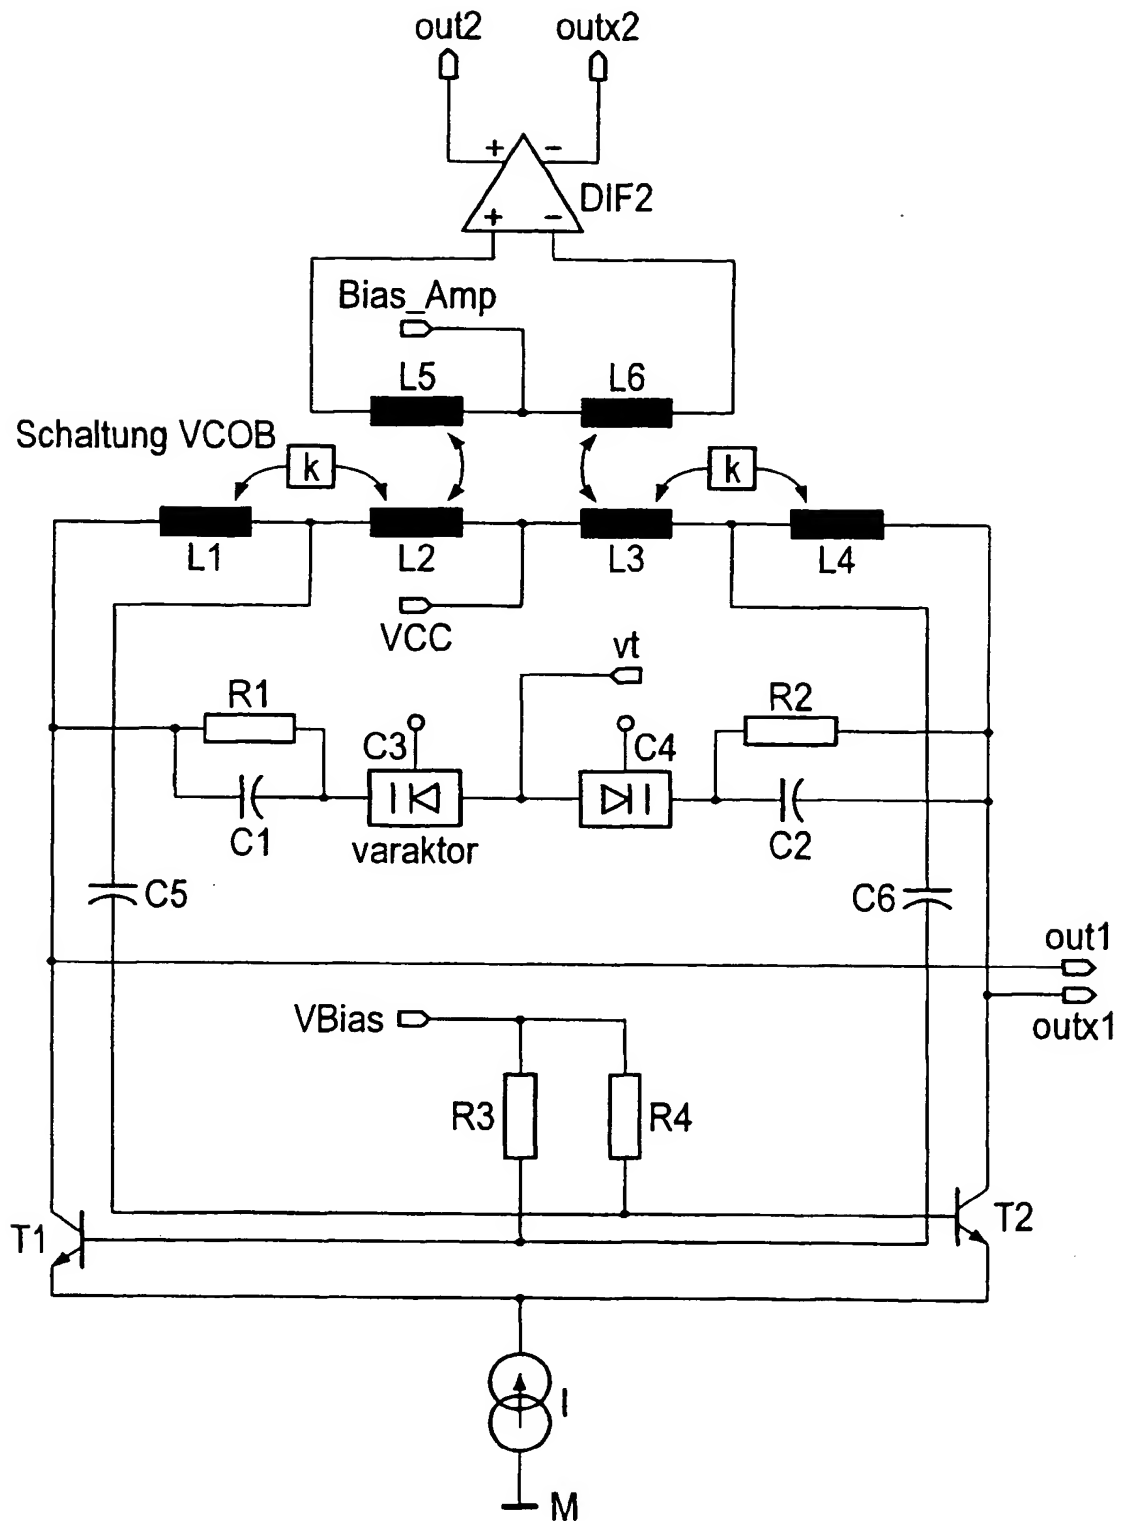 out2 outx2
+ −
DIF2
+ −
Bias_Amp
L5 L6
Schaltung VCOB
k k
L1 L2 L3 L4
VCC
vt
R1 R2
C3 C4
C1 C2
varaktor
C5 C6
out1
VBias
outx1
R3 R4
T1 T2
I
M